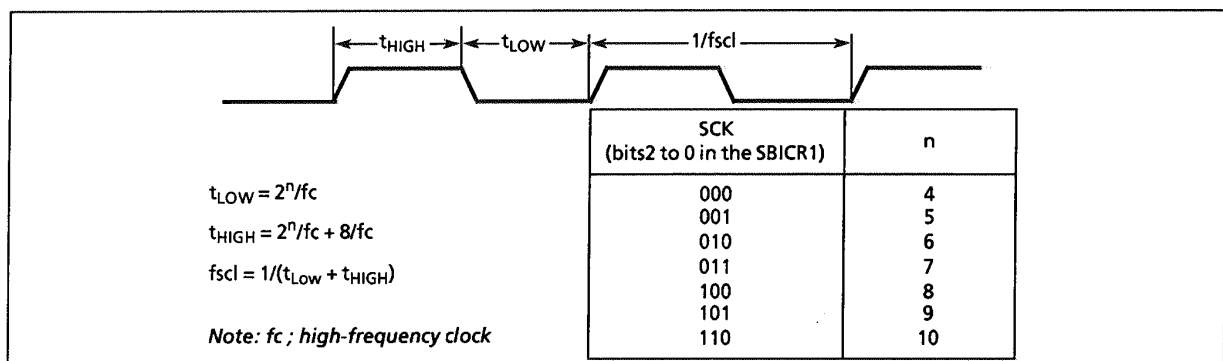 tHIGH tLOW 1/fscl
SCK
(bits2 to 0 in the SBICR1) n
tLOW = 2ⁿ/fc
tHIGH = 2ⁿ/fc + 8/fc
fscl = 1/(tLow + tHIGH)
Note: fc ; high-frequency clock
000 4
001 5
010 6
011 7
100 8
101 9
110 10